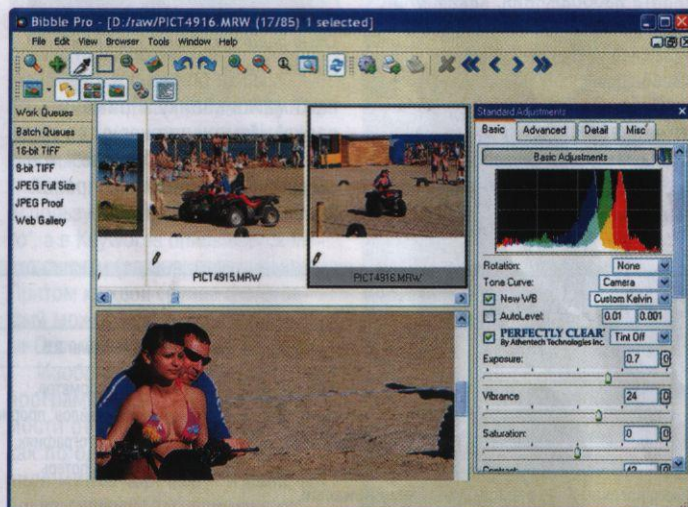 Bibble Pro - [D:/raw/PICT4916.MRW (17/85) 1 selected]
File Edit View Browser Tools Window Help
Work Queues
Batch Queues
16-bit TIFF
8-bit TIFF
JPEG Full Size
JPEG Proof
Web Gallery
PICT4915.MRW
PICT4916.MRW
Standard Adjustments
Basic Advanced Detail Misc
Basic Adjustments
Rotation: None
Tone Curve: Camera
New WB Custom Kelvin
AutoLevel: 0.01 0.001
PERFECTLY CLEAR
By Athentech Technologies Inc. Tint Off
Exposure: 0.7
Vibrance 24
Saturation: 0
Contrast: 42